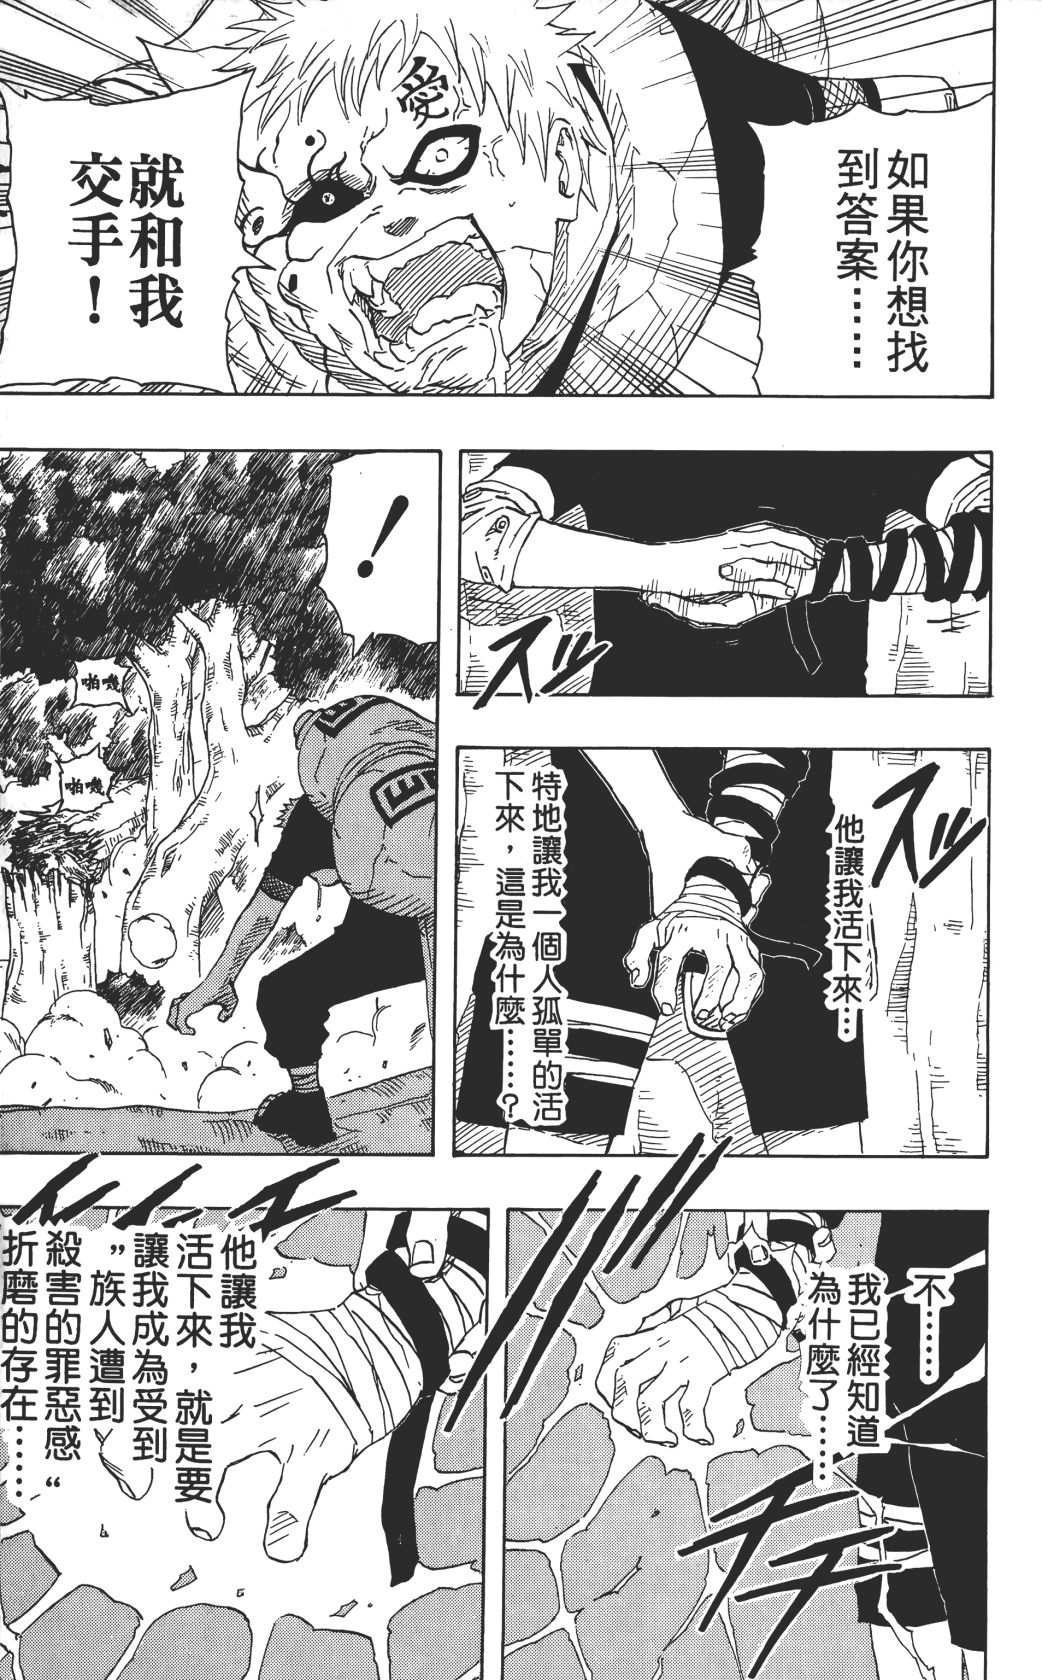 愛
如果你想找
到答案⋯⋯
就和我
交手！
スッ
！
啪嘰
啪嘰
スッ
他讓我活下來⋯
特地讓我一個人孤單的活
下來，這是為什麼⋯⋯？
不⋯⋯
我已經知道
為什麼了⋯⋯
チチ
他讓我
活下來，就是要
讓我成為受到
”族人遭到
殺害的罪惡感“
折磨的存在⋯⋯